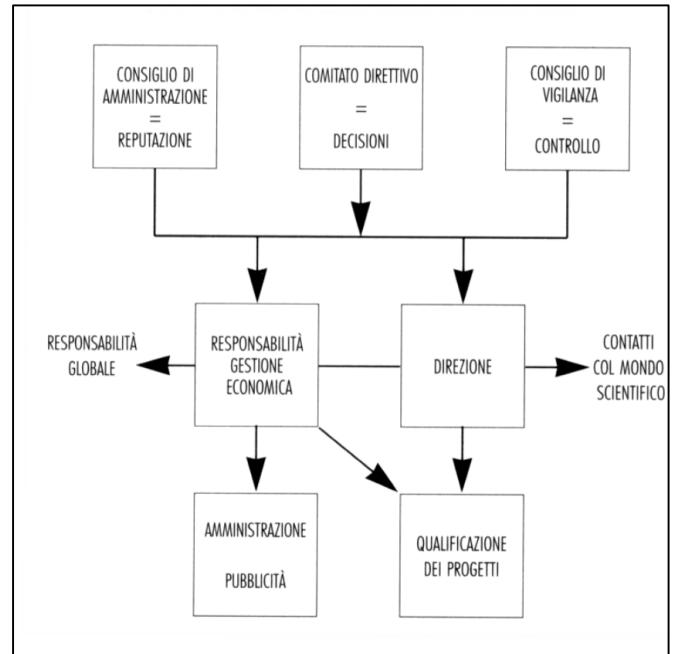 CONSIGLIO DI
AMMINISTRAZIONE
=
REPUTAZIONE
COMITATO DIRETTIVO
=
DECISIONI
CONSIGLIO DI
VIGILANZA
=
CONTROLLO
RESPONSABILITÀ
GLOBALE
RESPONSABILITÀ
GESTIONE
ECONOMICA
DIREZIONE
CONTATTI
COL MONDO
SCIENTIFICO
AMMINISTRAZIONE
PUBBLICITÀ
QUALIFICAZIONE
DEI PROGETTI